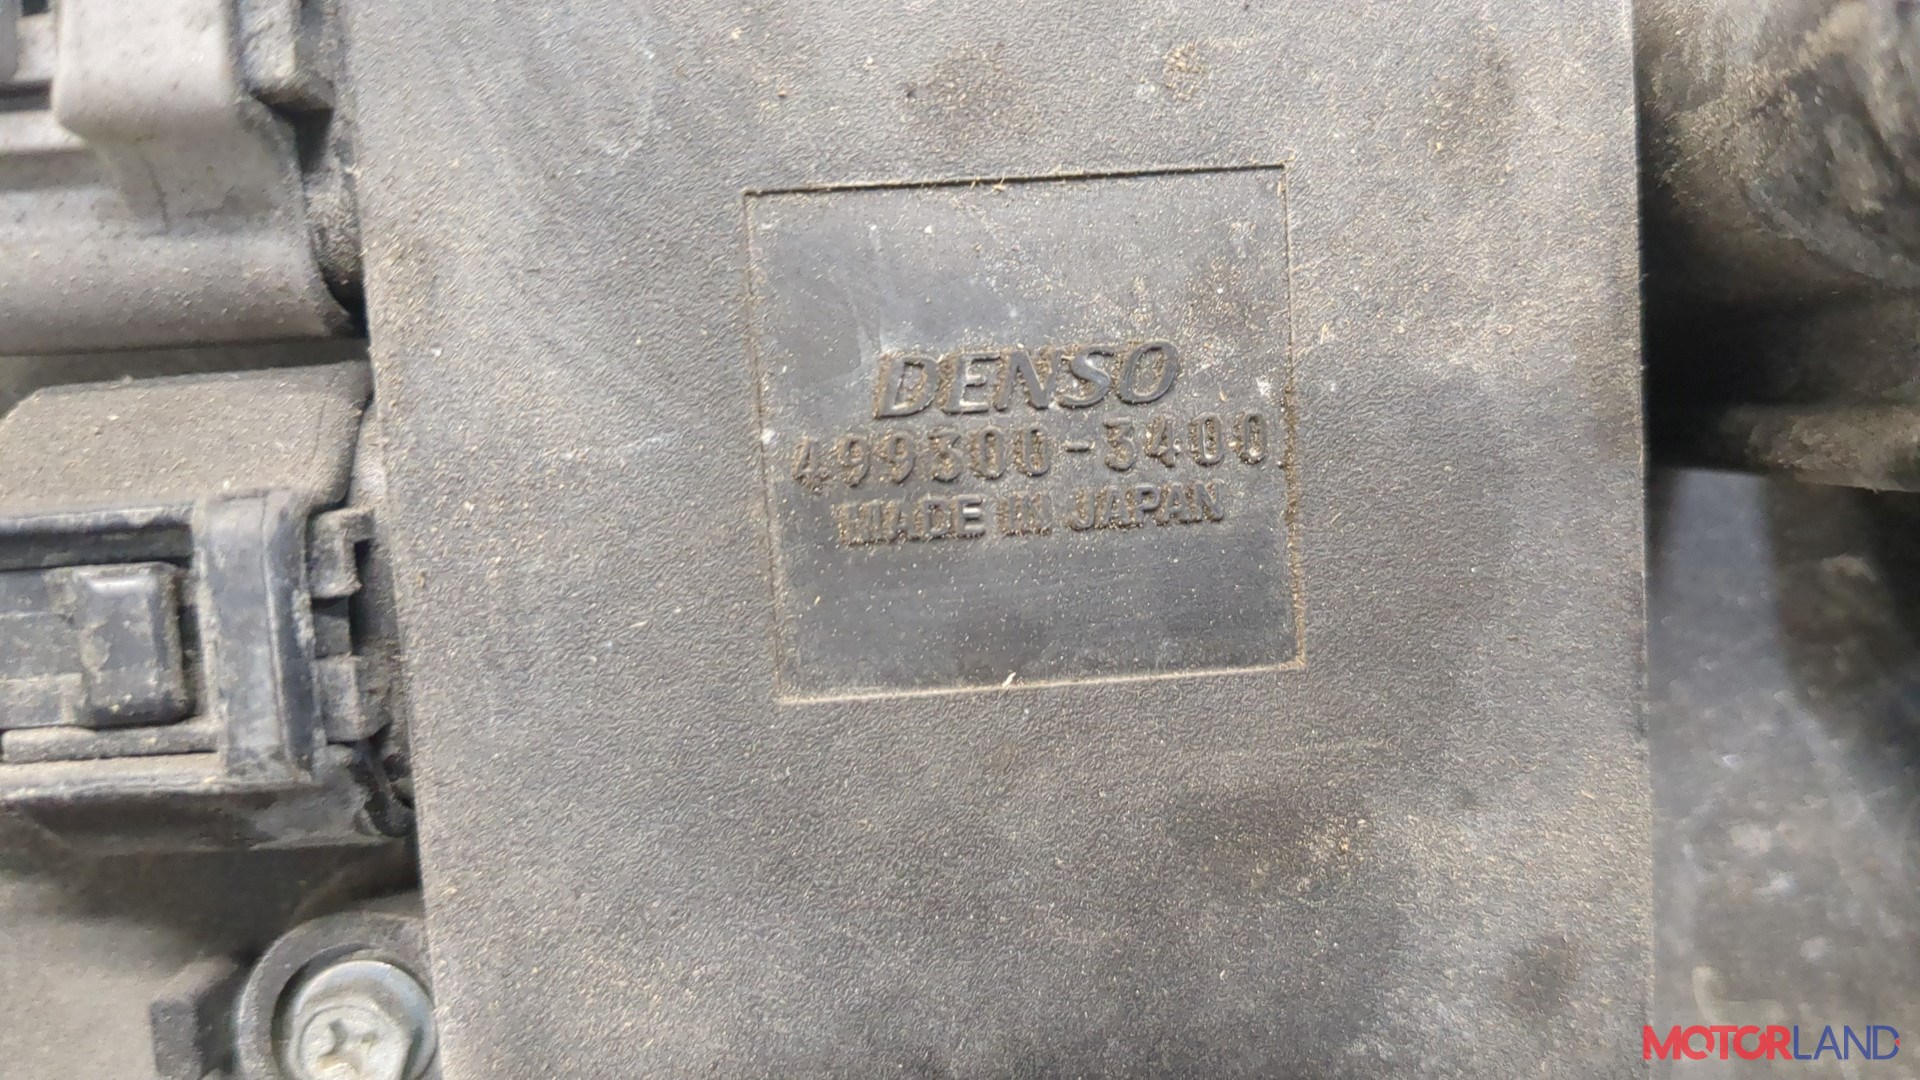 DENSO
499300-3400
MADE IN JAPAN
MOTORLAND